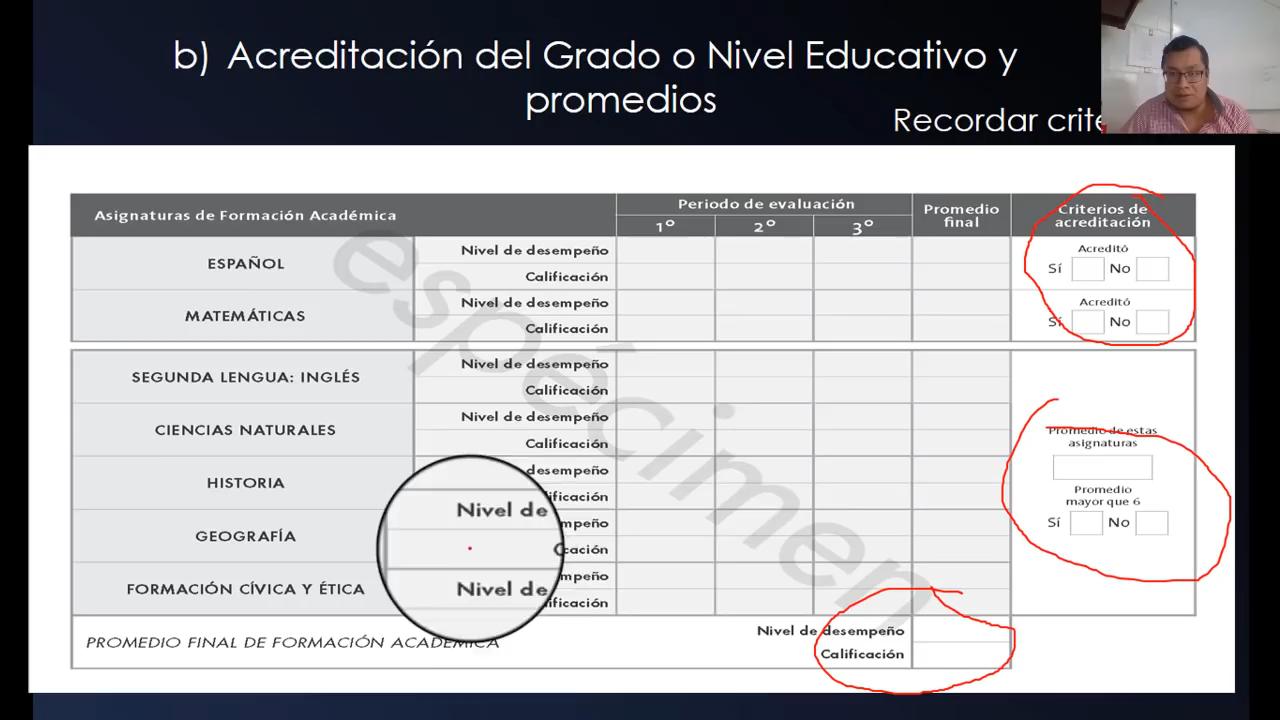 b) Acreditación del Grado o Nivel Educativo y
promedios
Recordar
Asignaturas de Formación Académica
Periodo de evaluación
1º 2º 3º
Promedio
final
Criterios de
acreditación
ESPAÑOL
Nivel de desempeño
Calificación
Acreditó
Sí No
MATEMÁTICAS
Nivel de desempeño
Calificación
Acreditó
Sí No
SEGUNDA LENGUA: INGLÉS
Nivel de desempeño
Calificación
CIENCIAS NATURALES
Nivel de desempeño
Calificación
HISTORIA
desempeño
GEOGRAFÍA
Nivel de
FORMACIÓN CÍVICA Y ÉTICA
Nivel de
Promedio de estas
asignaturas
Promedio
mayor que 6
Sí No
PROMEDIO FINAL DE FORMACIÓN ACADÉMICA
Nivel de desempeño
Calificación
espécimen